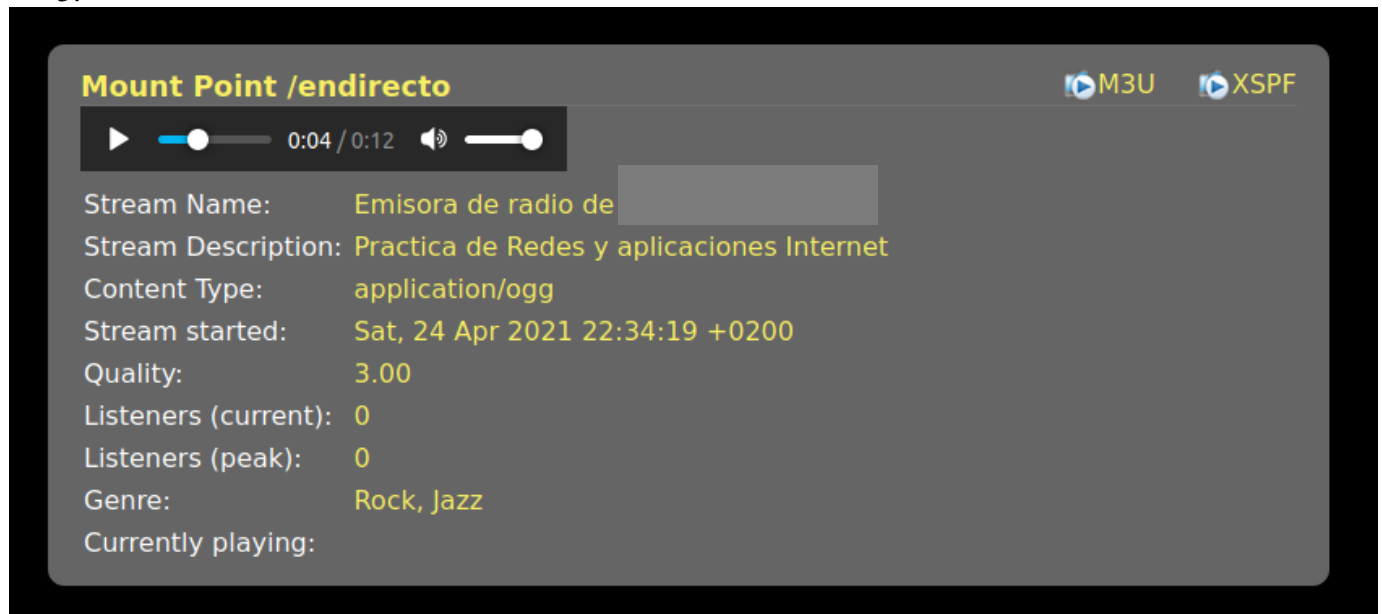 Mount Point /endirecto M3U XSPF
0:04 / 0:12
Stream Name: Emisora de radio de
Stream Description: Practica de Redes y aplicaciones Internet
Content Type: application/ogg
Stream started: Sat, 24 Apr 2021 22:34:19 +0200
Quality: 3.00
Listeners (current): 0
Listeners (peak): 0
Genre: Rock, Jazz
Currently playing: